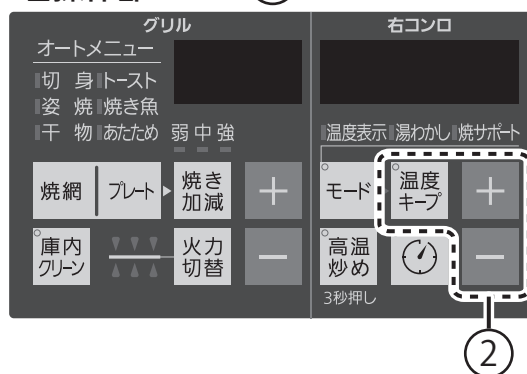 グリル
オートメニュー
切 身 トースト
姿 焼 焼き魚
干 物 あたため
弱 中 強
焼網 プレート
焼き
加減
+
庫内
クリーン
火力
切替
−
右コンロ
温度表示 湯わかし 焼サポート
モード
温度
キープ
+
高温
炒め
−
3秒押し
2